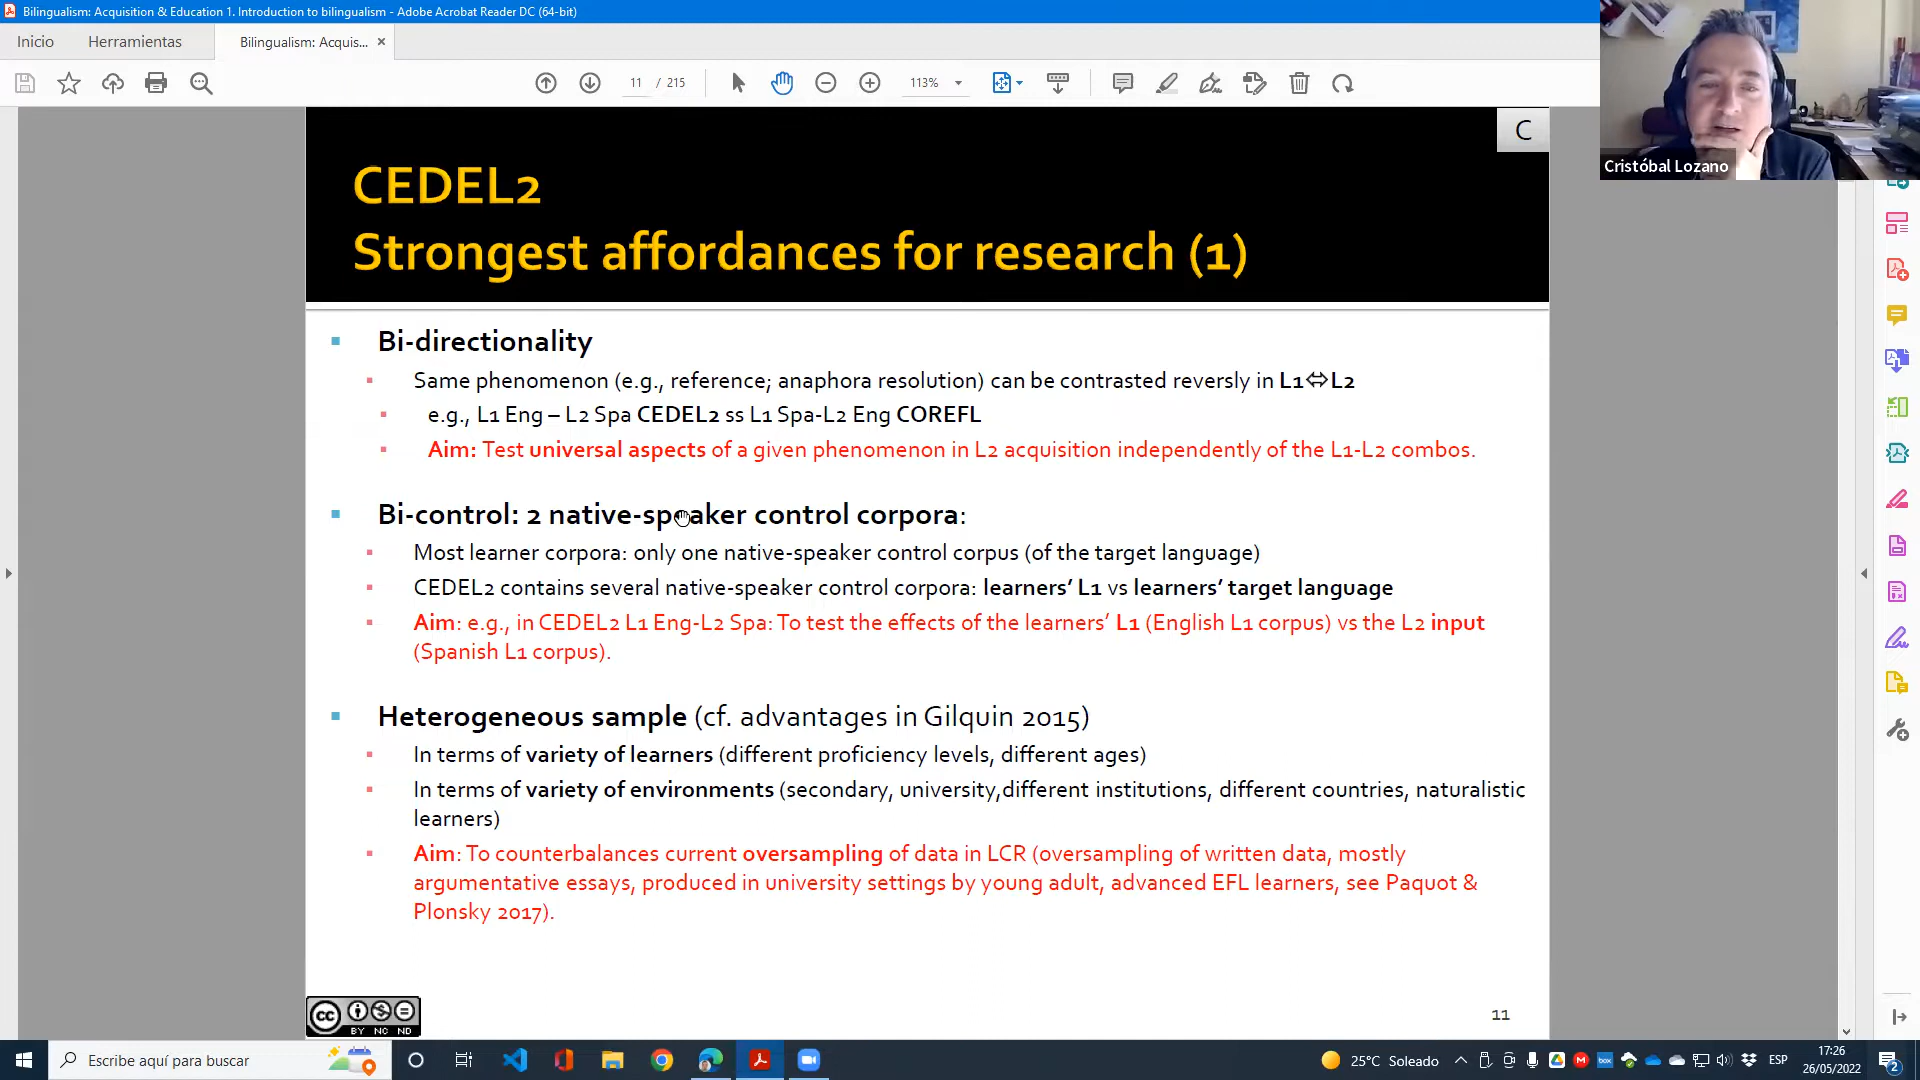 Bilingualism: Acquisition & Education 1. Introduction to bilingualism - Adobe Acrobat Reader DC (64-bit)
Inicio
Herramientas
Bilingualism: Acquis...
11 / 215
113%
C
Cristóbal Lozano
CEDEL2
Strongest affordances for research (1)
Bi-directionality
Same phenomenon (e.g., reference; anaphora resolution) can be contrasted reversly in L1⇔L2
e.g., L1 Eng – L2 Spa CEDEL2 ss L1 Spa-L2 Eng COREFL
Aim: Test universal aspects of a given phenomenon in L2 acquisition independently of the L1-L2 combos.
Bi-control: 2 native-speaker control corpora:
Most learner corpora: only one native-speaker control corpus (of the target language)
CEDEL2 contains several native-speaker control corpora: learners' L1 vs learners' target language
Aim: e.g., in CEDEL2 L1 Eng-L2 Spa: To test the effects of the learners' L1 (English L1 corpus) vs the L2 input
(Spanish L1 corpus).
Heterogeneous sample (cf. advantages in Gilquin 2015)
In terms of variety of learners (different proficiency levels, different ages)
In terms of variety of environments (secondary, university,different institutions, different countries, naturalistic
learners)
Aim: To counterbalances current oversampling of data in LCR (oversampling of written data, mostly
argumentative essays, produced in university settings by young adult, advanced EFL learners, see Paquot &
Plonsky 2017).
cc
BY NC ND
11
Escribe aquí para buscar
25°C Soleado
box
ESP
17:26
26/05/2022
2